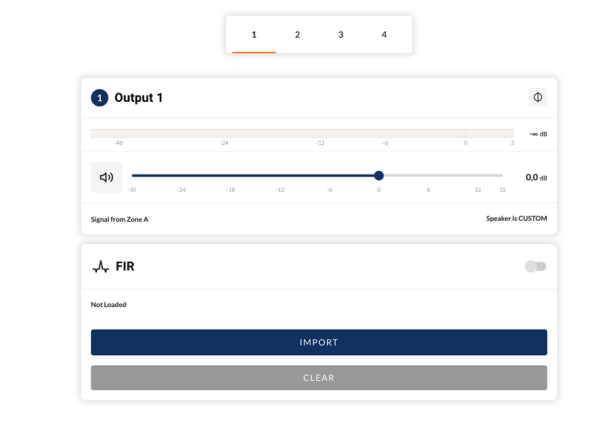 1 2 3 4
1 Output 1
-∞ dB
-48 -24 -12 -6 0 3
0,0 dB
-30 -24 -18 -12 -6 0 6 12 15
Signal from Zone A Speaker is CUSTOM
FIR
Not Loaded
IMPORT
CLEAR